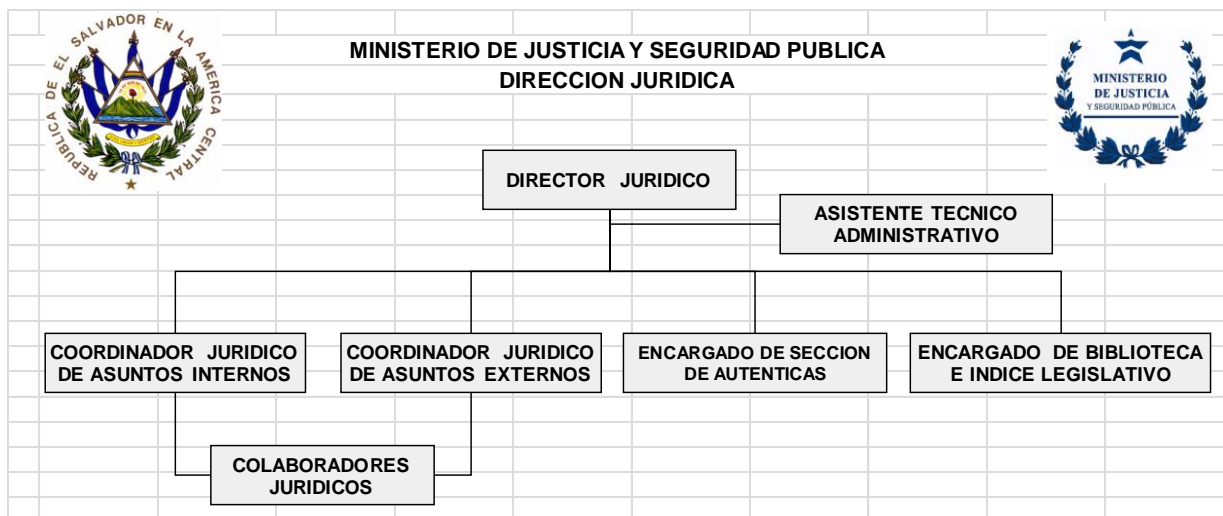 REPUBLICA DE EL SALVADOR EN LA AMERICA CENTRAL
MINISTERIO DE JUSTICIA Y SEGURIDAD PUBLICA
DIRECCION JURIDICA
MINISTERIO
DE JUSTICIA
Y SEGURIDAD PÚBLICA
DIRECTOR JURIDICO
ASISTENTE TECNICO
ADMINISTRATIVO
COORDINADOR JURIDICO
DE ASUNTOS INTERNOS
COORDINADOR JURIDICO
DE ASUNTOS EXTERNOS
ENCARGADO DE SECCION
DE AUTENTICAS
ENCARGADO DE BIBLIOTECA
E INDICE LEGISLATIVO
COLABORADORES
JURIDICOS